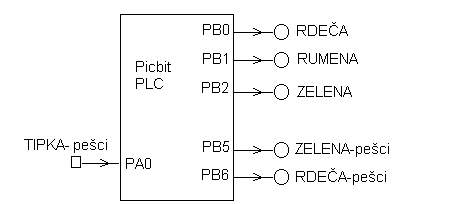 PB0 RDEČA
Picbit PLC
PB1 RUMENA
PB2 ZELENA
TIPKA- pešci
PA0
PB5 ZELENA-pešci
PB6 RDEČA-pešci